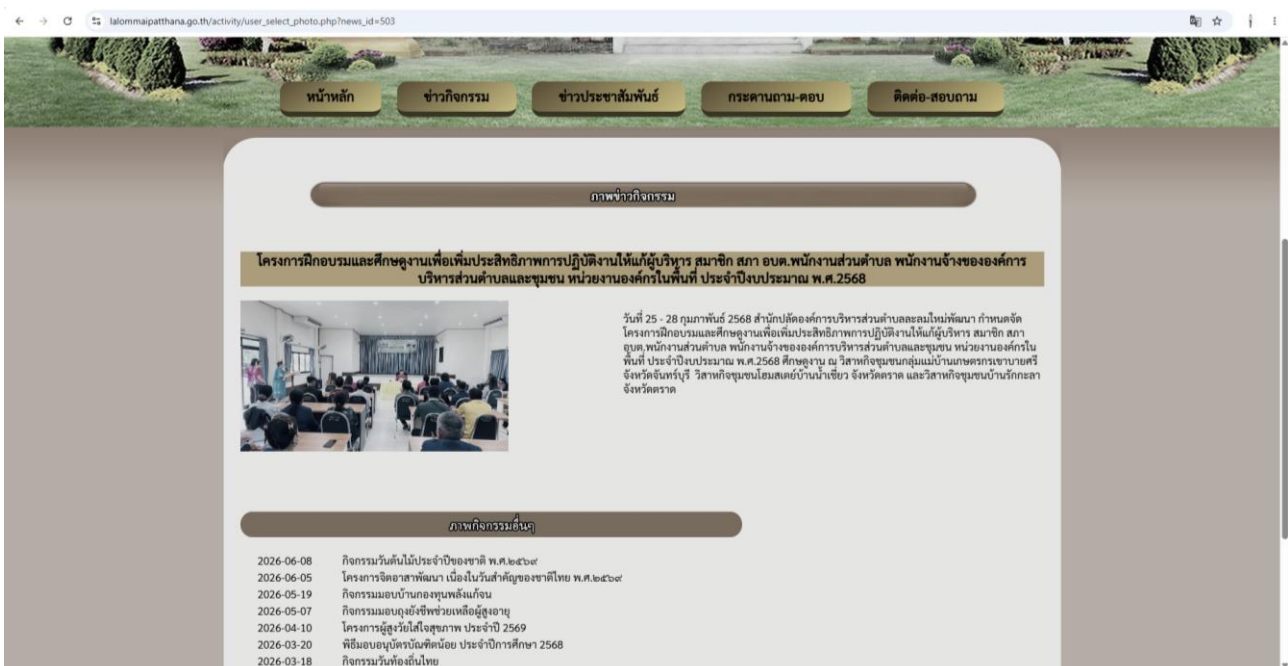 lalommaipatthana.go.th/activity/user_select_photo.php?news_id=503
หน้าหลัก
ข่าวกิจกรรม
ข่าวประชาสัมพันธ์
กระดานถาม-ตอบ
ติดต่อ-สอบถาม
ภาพข่าวกิจกรรม
โครงการฝึกอบรมและศึกษดูงานเพื่อเพิ่มประสิทธิภาพการปฏิบัติงานให้แก้ผู้บริหาร สมาชิก สภา อบต.พนักงานส่วนตำบล พนักงานจ้างขององค์การ
บริหารส่วนตำบลและชุมชน หน่วยงานองค์กรในพื้นที่ ประจำปีงบประมาณ พ.ศ.2568
วันที่ 25 - 28 กุมภาพันธ์ 2568 สำนักปลัดองค์การบริหารส่วนตำบลละลมใหม่พัฒนา กำหนดจัด
โครงการฝึกอบรมและศึกษดูงานเพื่อเพิ่มประสิทธิภาพการปฏิบัติงานให้แก้ผู้บริหาร สมาชิก สภา
อบต.พนักงานส่วนตำบล พนักงานจ้างขององค์การบริหารส่วนตำบลและชุมชน หน่วยงานองค์กรใน
พื้นที่ ประจำปีงบประมาณ พ.ศ.2568 ศึกษดูงาน ณ วิสาหกิจชุมชนกลุ่มแม่บ้านเกษตรกรเขาบายศรี
จังหวัดจันทร์บุรี วิสาหกิจชุมชนโฮมสเตย์บ้านน้ำเชี่ยว จังหวัดตราด และวิสาหกิจชุมชนบ้านรักกะลา
จังหวัดตราด
ภาพกิจกรรมอื่นๆ
2026-06-08 กิจกรรมวันต้นไม้ประจำปีของชาติ พ.ศ.๒๕๖๙
2026-06-05 โครงการจิตอาสาพัฒนา เนื่องในวันสำคัญของชาติไทย พ.ศ.๒๕๖๙
2026-05-19 กิจกรรมมอบบ้านกองทุนพลังแก้จน
2026-05-07 กิจกรรมมอบถุงยังชีพช่วยเหลือผู้สูงอายุ
2026-04-10 โครงการผู้สูงวัยใส่ใจสุขภาพ ประจำปี 2569
2026-03-20 พิธีมอบอนุบัตรบัณฑิตน้อย ประจำปีการศึกษา 2568
2026-03-18 กิจกรรมวันท้องถิ่นไทย